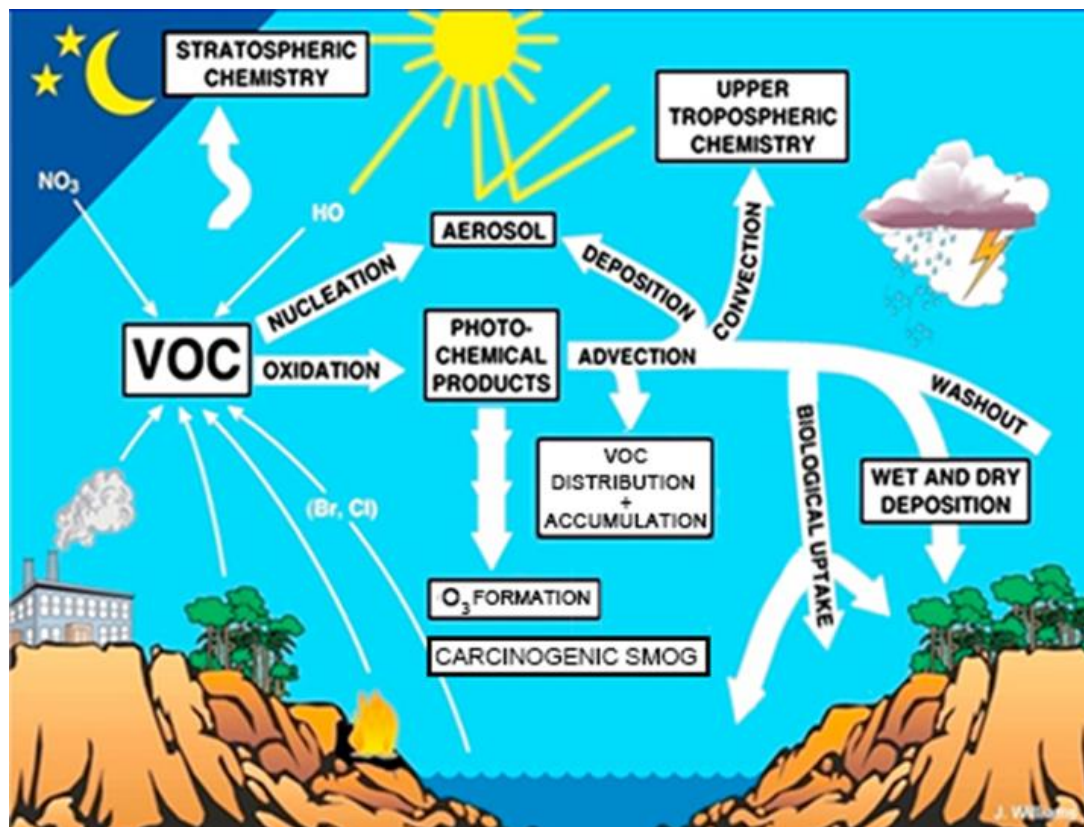 STRATOSPHERIC
CHEMISTRY
UPPER
TROPOSPHERIC
CHEMISTRY
NO₃
HO
AEROSOL
NUCLEATION
DEPOSITION
CONVECTION
VOC
OXIDATION
PHOTO-
CHEMICAL
PRODUCTS
ADVECTION
WASHOUT
BIOLOGICAL UPTAKE
VOC
DISTRIBUTION
+
ACCUMULATION
WET AND DRY
DEPOSITION
(Br, Cl)
O₃ FORMATION
CARCINOGENIC SMOG
J. Williams